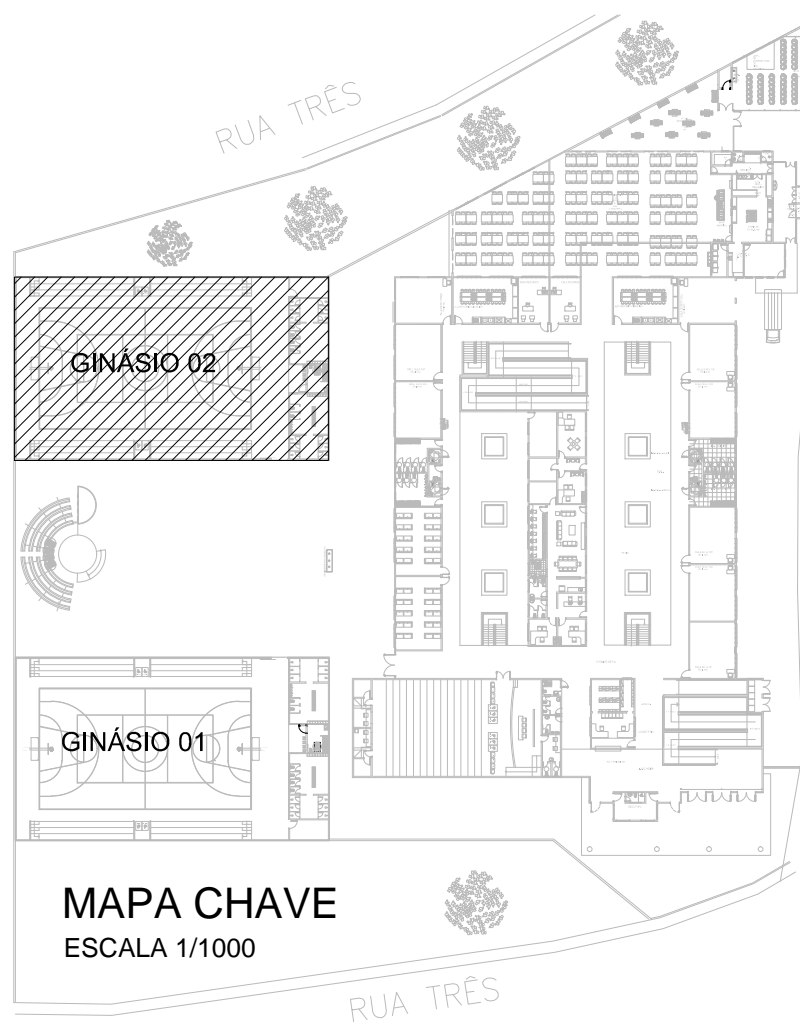 RUA TRÊS
GINÁSIO 02
GINÁSIO 01
MAPA CHAVE
ESCALA 1/1000
RUA TRÊS